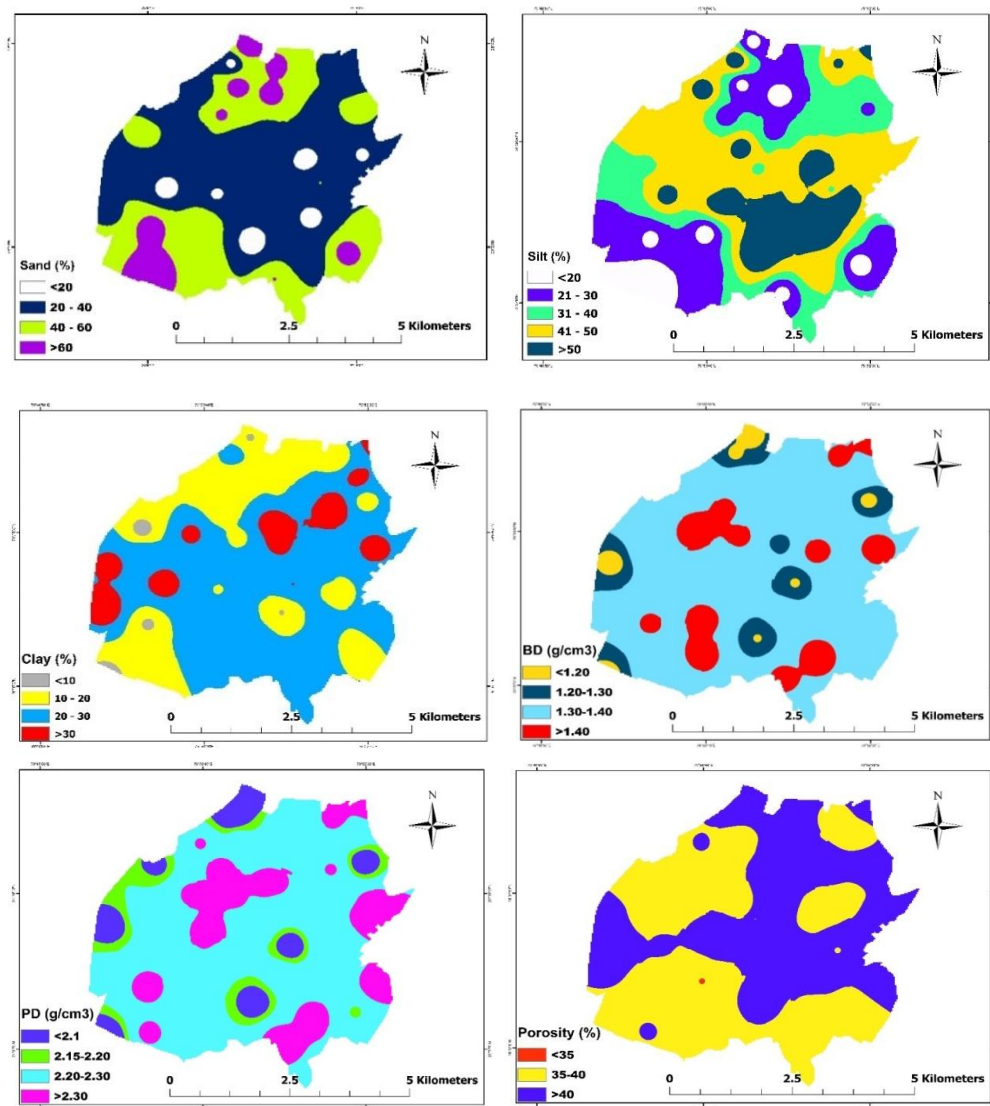 N
Sand (%)
<20
20 - 40
40 - 60
>60
0 2.5 5 Kilometers
N
Silt (%)
<20
21 - 30
31 - 40
41 - 50
>50
0 2.5 5 Kilometers
N
Clay (%)
<10
10 - 20
20 - 30
>30
0 2.5 5 Kilometers
N
BD (g/cm3)
<1.20
1.20-1.30
1.30-1.40
>1.40
0 2.5 5 Kilometers
N
PD (g/cm3)
<2.1
2.15-2.20
2.20-2.30
>2.30
0 2.5 5 Kilometers
N
Porosity (%)
<35
35-40
>40
0 2.5 5 Kilometers